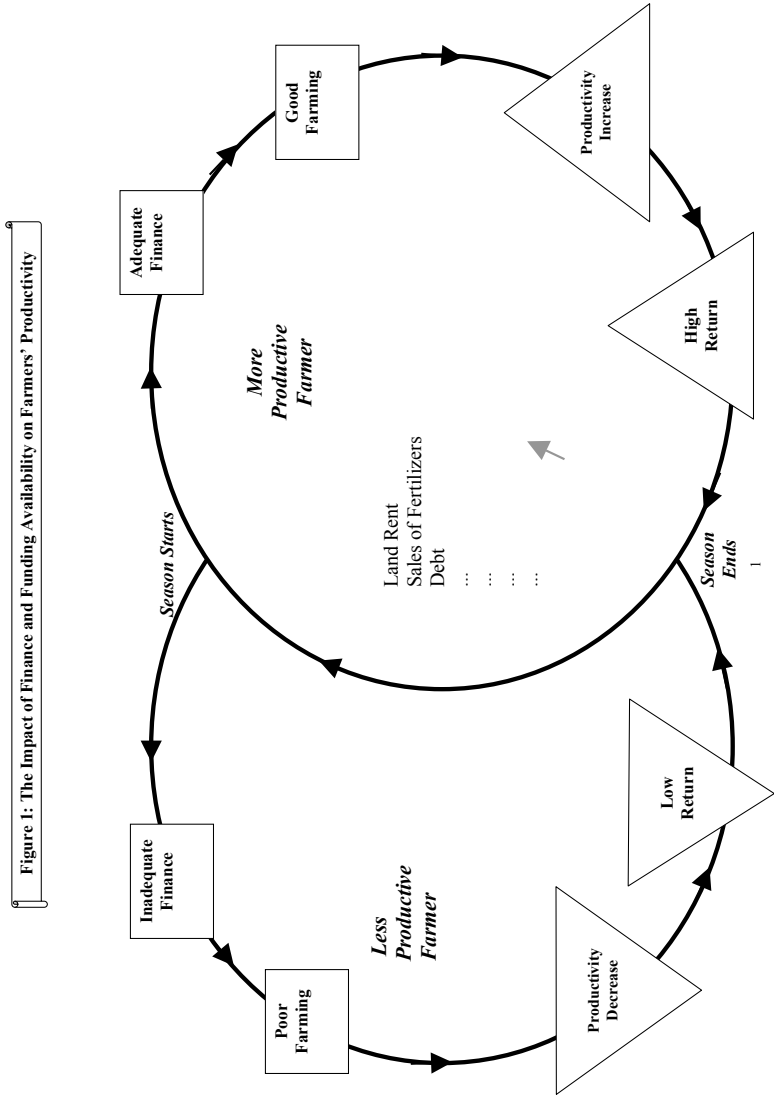 Figure 1: The Impact of Finance and Funding Availability on Farmers’ Productivity
Season Starts
Inadequate
Finance
Adequate
Finance
Poor
Farming
Good
Farming
Less
Productive
Farmer
More
Productive
Farmer
Land Rent
Sales of Fertilizers
Debt
...
...
...
...
Productivity
Decrease
Productivity
Increase
Low
Return
High
Return
Season
Ends
1